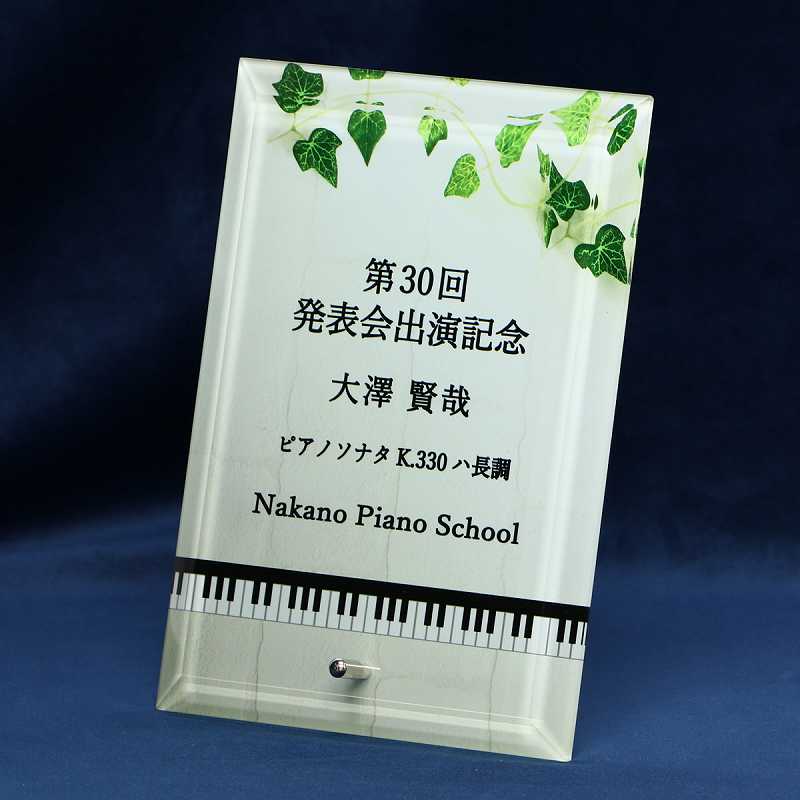 第30回
発表会出演記念
大澤 賢哉
ピアノソナタ K.330 ハ長調
Nakano Piano School